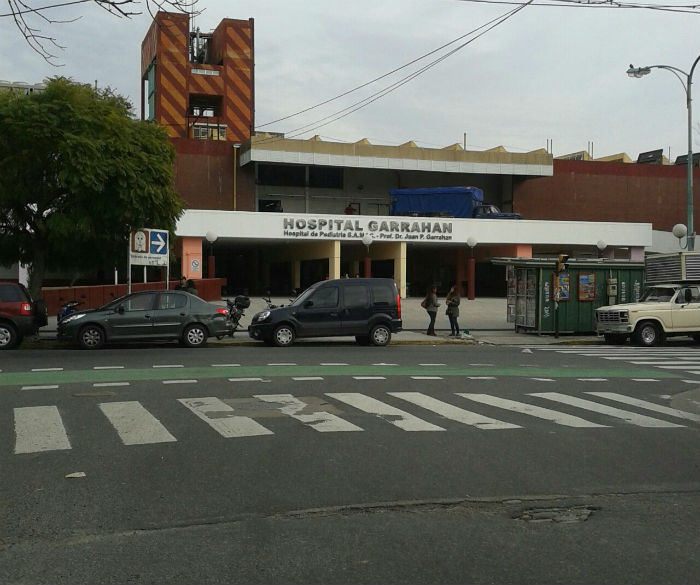 HOSPITAL GARRAHAN
Hospital de Pediatría S.A.M.I.C. - Prof. Dr. Juan P. Garrahan